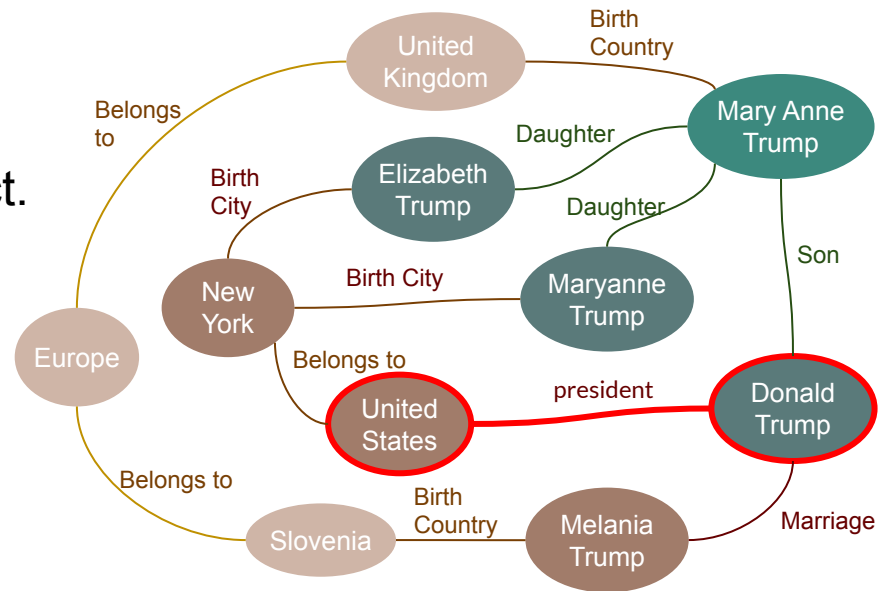 Birth
Country
United
Kingdom
Mary Anne
Trump
Belongs
to
Daughter
Elizabeth
Trump
Birth
City
ct.
Daughter
Son
Birth City
New
York
Maryanne
Trump
Europe
Belongs to
president
Donald
Trump
United
States
Belongs to
Birth
Country
Marriage
Slovenia
Melania
Trump